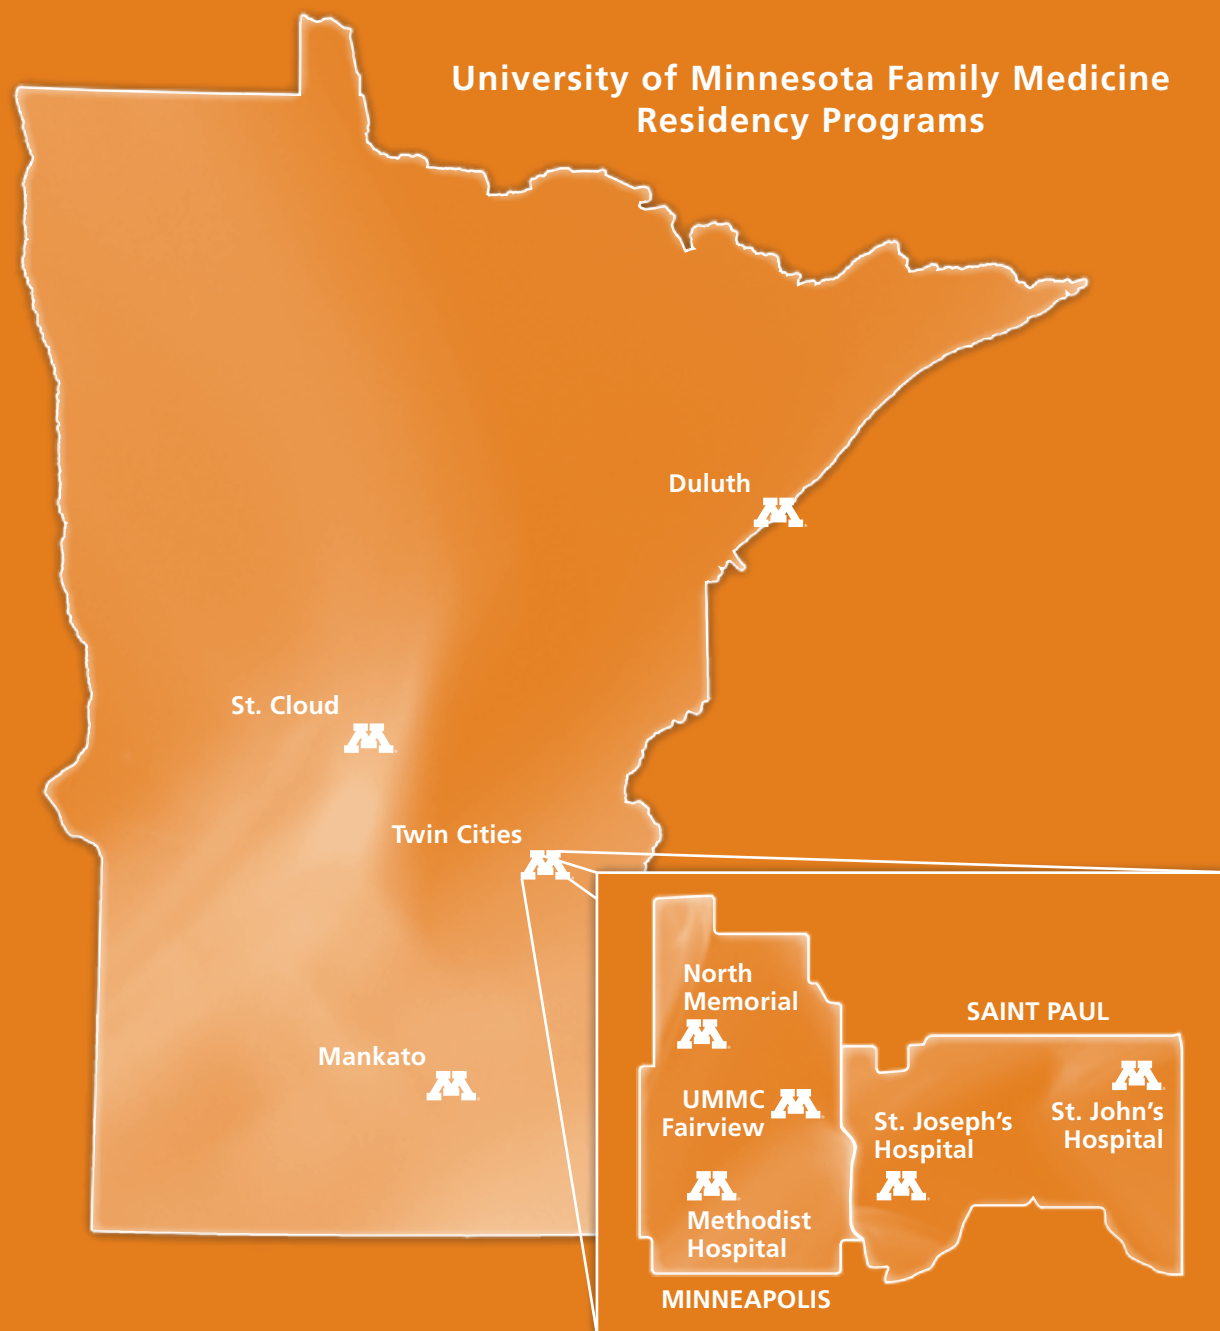 University of Minnesota Family Medicine
Residency Programs
Duluth
St. Cloud
Twin Cities
Mankato
North
Memorial
UMMC
Fairview
Methodist
Hospital
MINNEAPOLIS
SAINT PAUL
St. Joseph’s
Hospital
St. John’s
Hospital